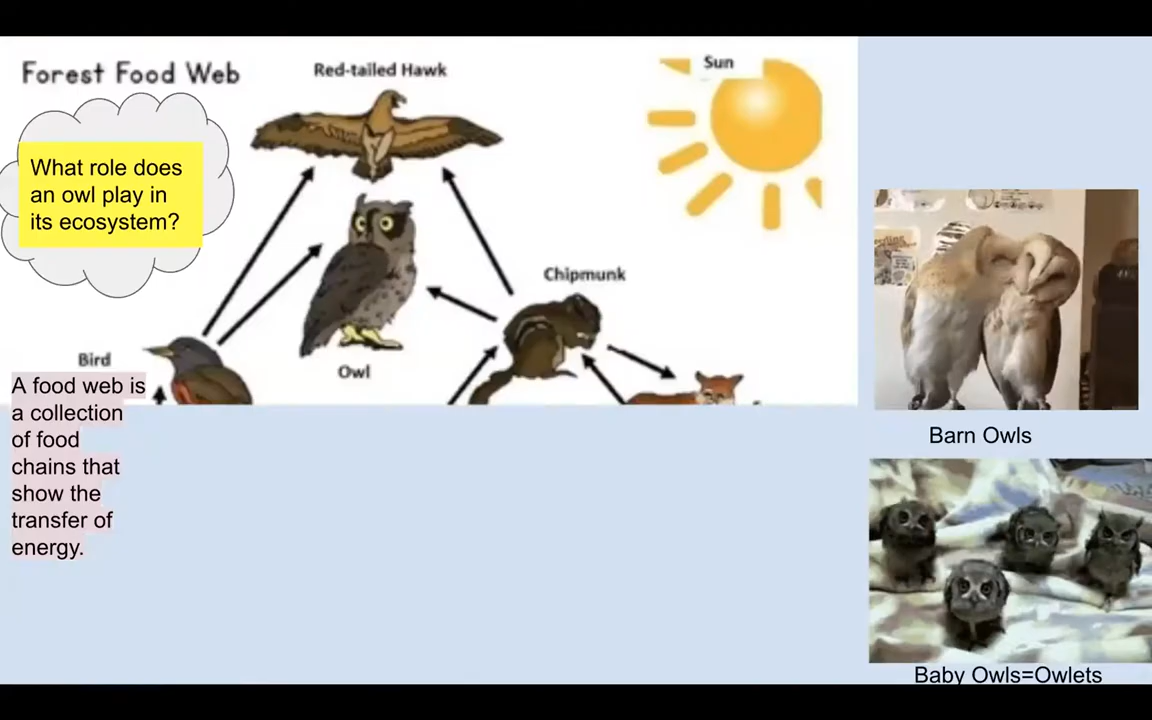 Forest Food Web
Red-tailed Hawk
Sun
What role does
an owl play in
its ecosystem?
Chipmunk
Bird
Owl
A food web is
a collection
of food
chains that
show the
transfer of
energy.
Barn Owls
Baby Owls=Owlets